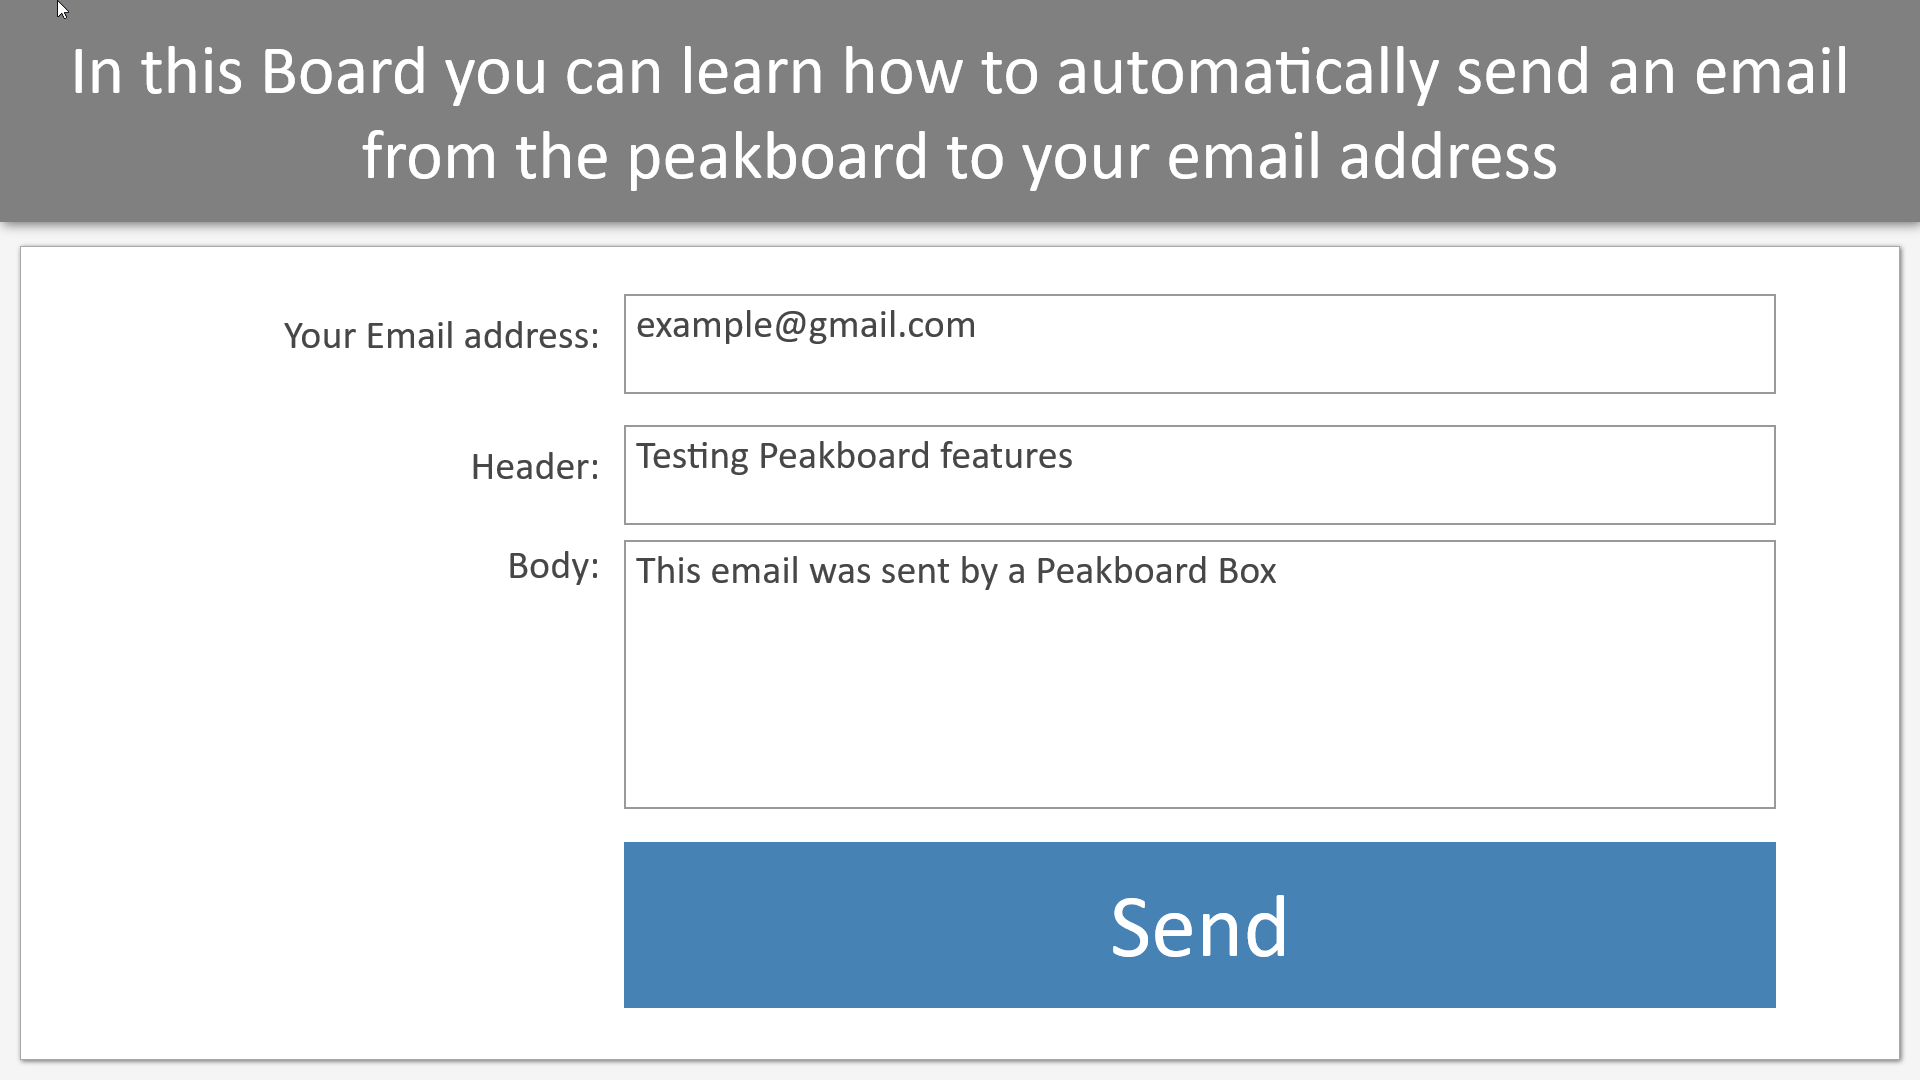 In this Board you can learn how to automatically send an email
from the peakboard to your email address
Your Email address:
example@gmail.com
Header:
Testing Peakboard features
Body:
This email was sent by a Peakboard Box
Send